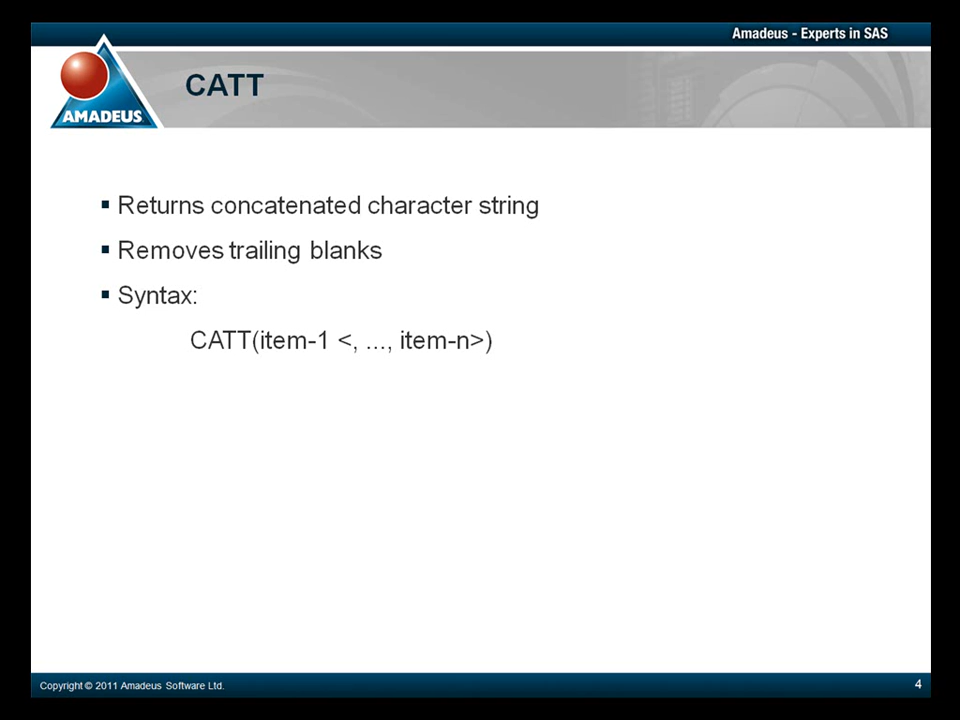 Amadeus - Experts in SAS
CATT
AMADEUS
▪ Returns concatenated character string
▪ Removes trailing blanks
▪ Syntax:
CATT(item-1 <, ..., item-n>)
Copyright © 2011 Amadeus Software Ltd.
4